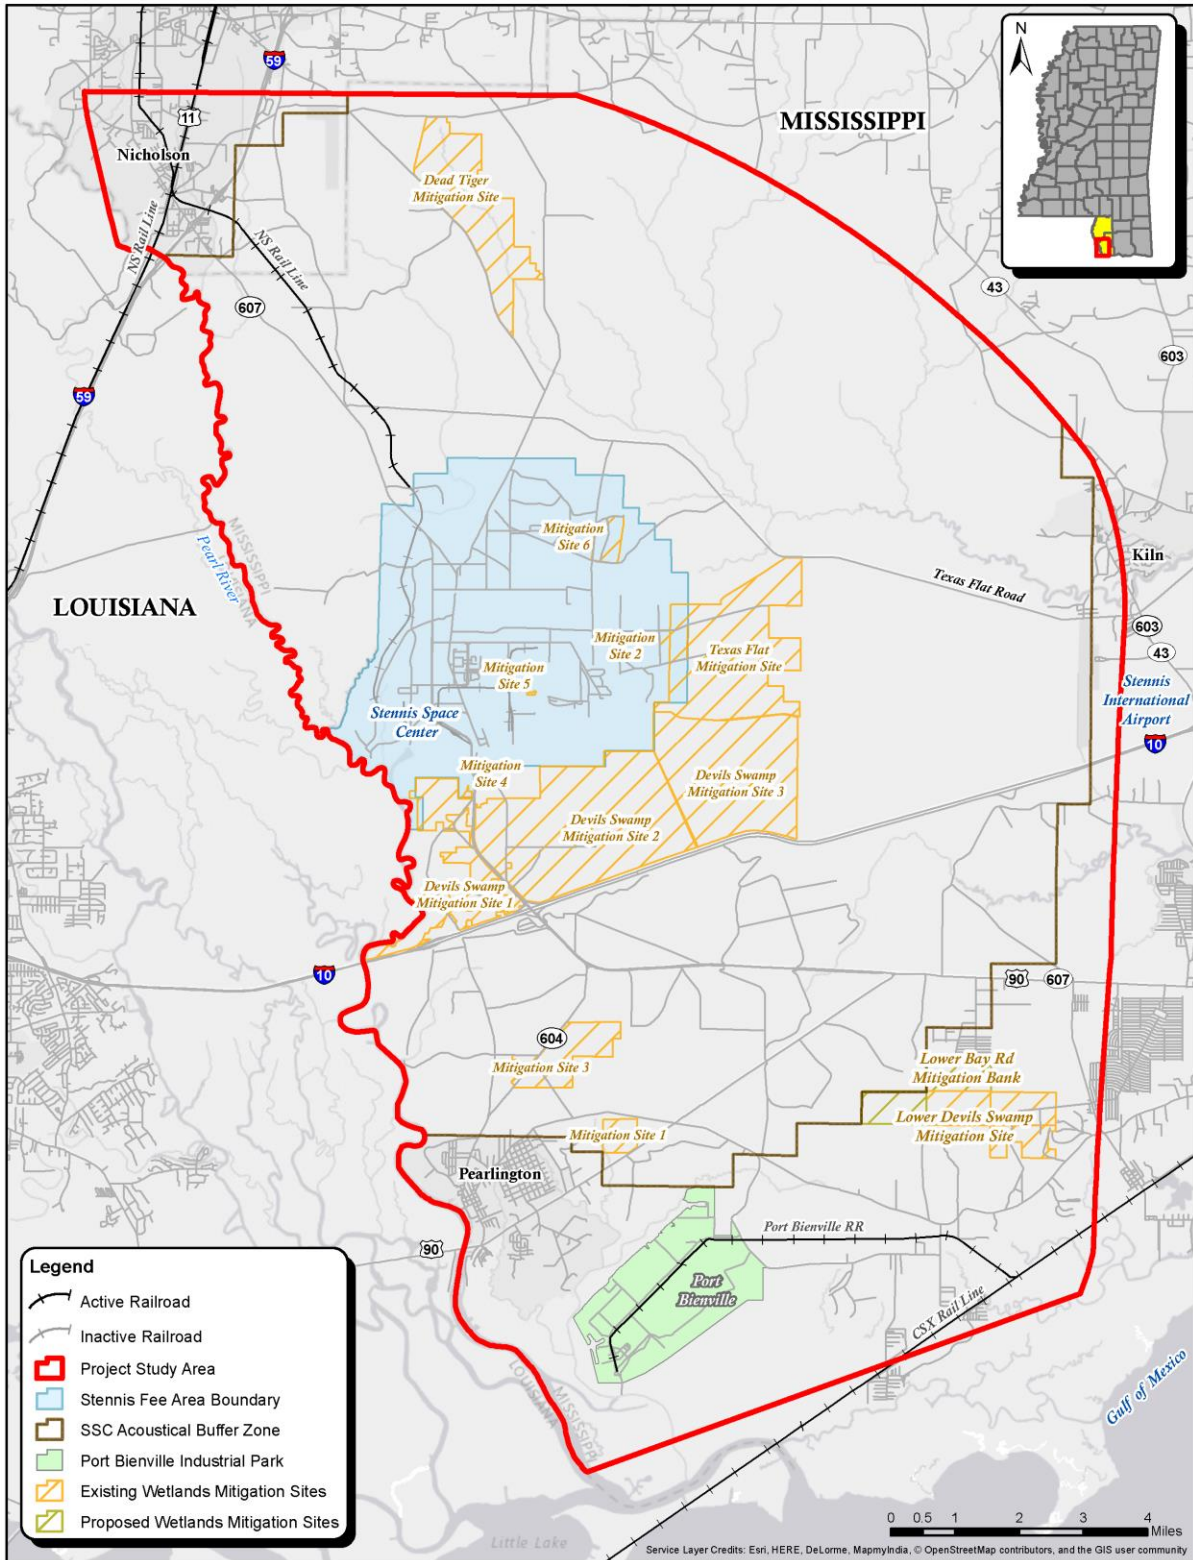 59
N
MISSISSIPPI
11
Nicholson
Dead Tiger
Mitigation Site
NS Rail Line
NS Rail Line
607
43
603
59
Mitigation
Site 6
Kiln
MISSISSIPPI
LOUISIANA
Pearl River
Texas Flat Road
LOUISIANA
603
43
Mitigation
Site 2
Texas Flat
Mitigation Site
Mitigation
Site 5
Stennis
International
Airport
Stennis Space
Center
10
Mitigation
Site 4
Devils Swamp
Mitigation Site 3
Devils Swamp
Mitigation Site 2
Devils Swamp
Mitigation Site 1
10
90
607
604
Mitigation Site 3
Lower Bay Rd
Mitigation Bank
Lower Devils Swamp
Mitigation Site
Mitigation Site 1
Pearlington
90
Port Bienville RR
Port
Bienville
CSX Rail Line
Gulf of Mexico
MISSISSIPPI
LOUISIANA
Little Lake
Legend
Active Railroad
Inactive Railroad
Project Study Area
Stennis Fee Area Boundary
SSC Acoustical Buffer Zone
Port Bienville Industrial Park
Existing Wetlands Mitigation Sites
Proposed Wetlands Mitigation Sites
0 0.5 1 2 3 4
Miles
Service Layer Credits: Esri, HERE, DeLorme, MapmyIndia, © OpenStreetMap contributors, and the GIS user community